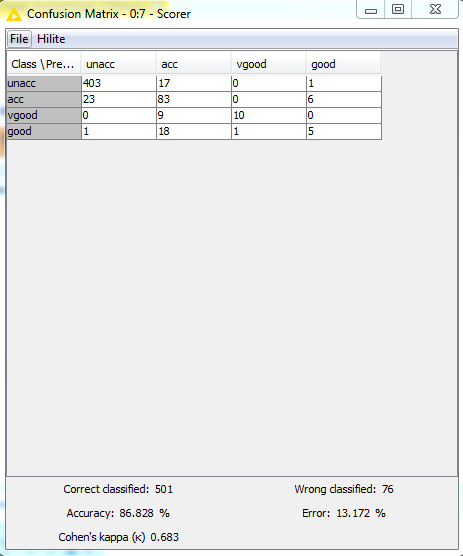 Confusion Matrix - 0:7 - Scorer
File Hilite
Class \ Pre... unacc acc vgood good
unacc 403 17 0 1
acc 23 83 0 6
vgood 0 9 10 0
good 1 18 1 5
Correct classified: 501 Wrong classified: 76
Accuracy: 86.828 % Error: 13.172 %
Cohen's kappa (κ) 0.683